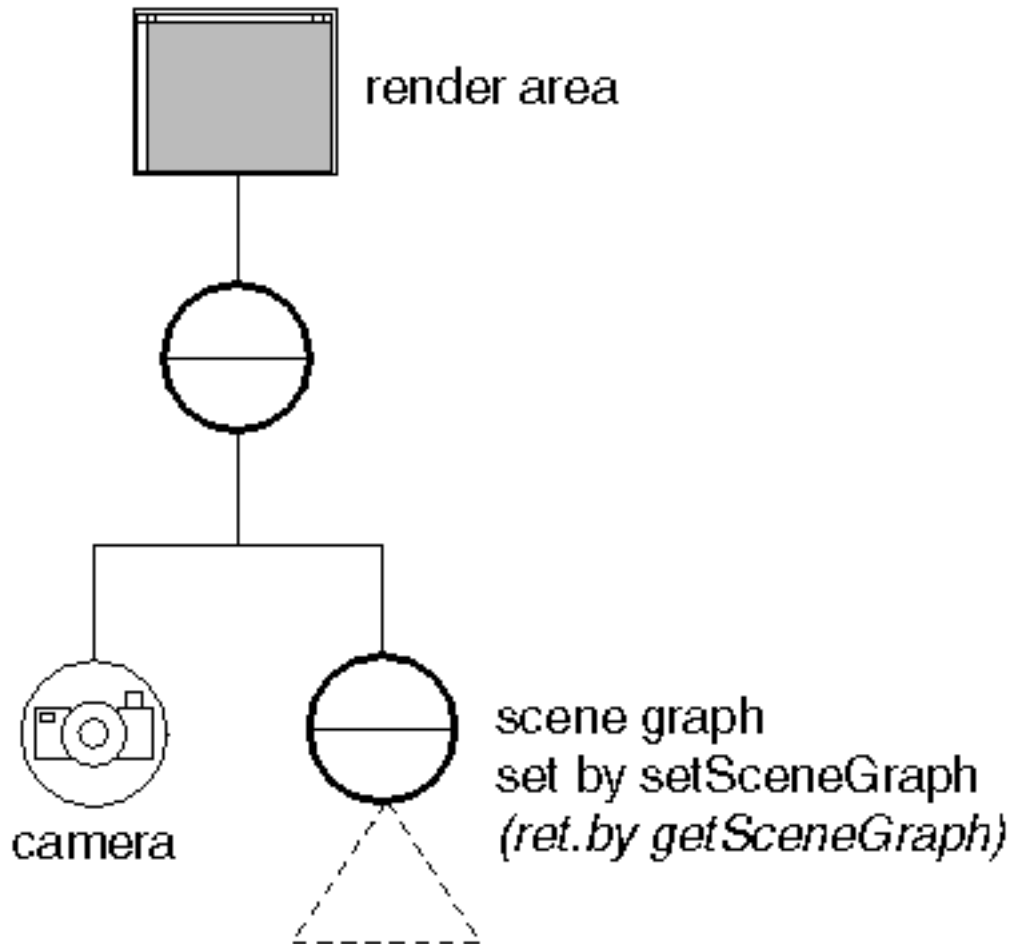 render area
scene graph
set by setSceneGraph
(ret.by getSceneGraph)
camera